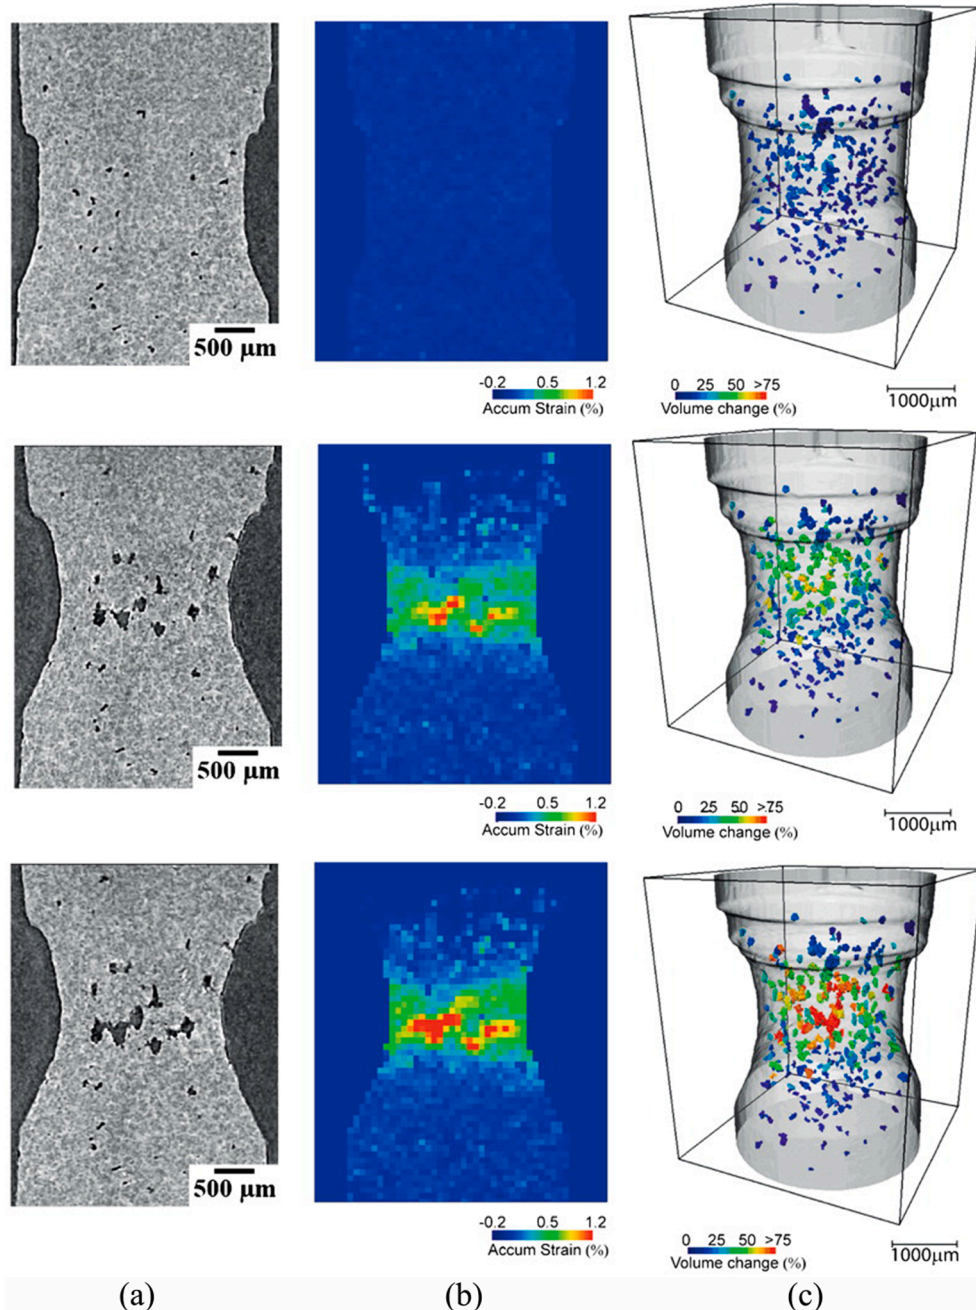 500 μm
-0.2 0.5 1.2
Accum Strain (%)
0 25 50 >75
Volume change (%)
1000μm
500 μm
-0.2 0.5 1.2
Accum Strain (%)
0 25 50 >75
Volume change (%)
1000μm
500 μm
-0.2 0.5 1.2
Accum Strain (%)
0 25 50 >75
Volume change (%)
1000μm
(a) (b) (c)